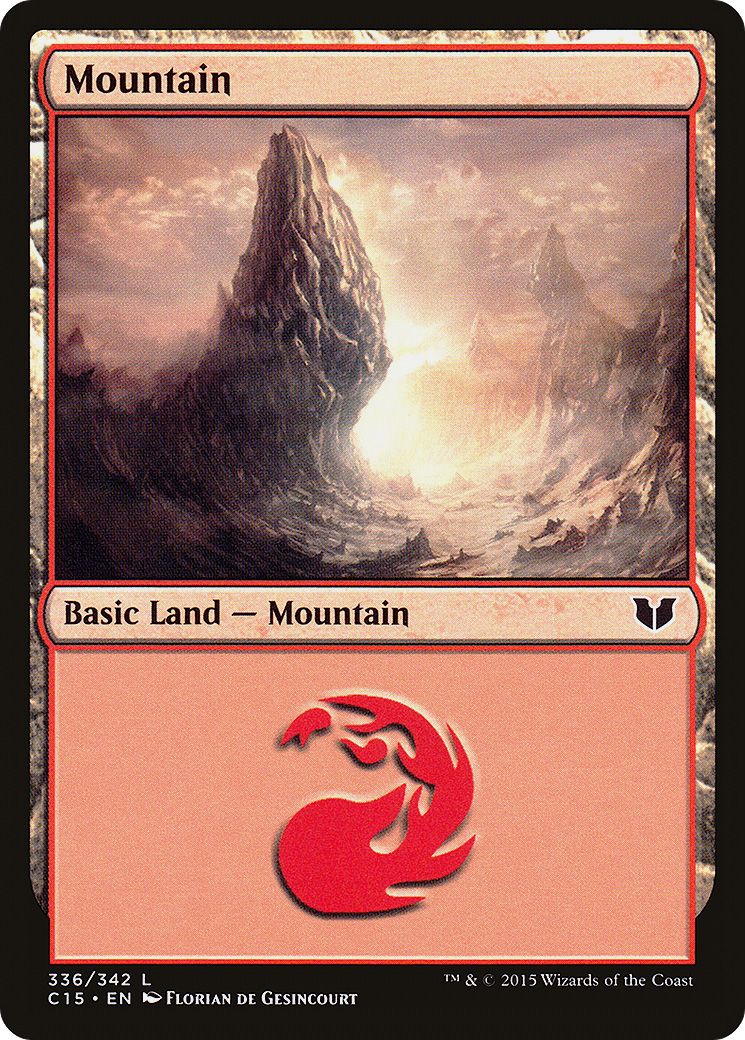 Mountain
Basic Land — Mountain
336/342 L
™ & © 2015 Wizards of the Coast
C15 • EN Florian de Gesincourt